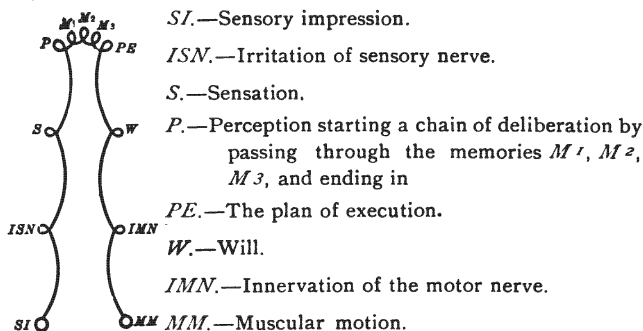 M1 M2 M3
P PE
S W
ISN IMN
SI MM
SI.—Sensory impression.
ISN.—Irritation of sensory nerve.
S.—Sensation.
P.—Perception starting a chain of deliberation by
passing through the memories M1, M2,
M3, and ending in
PE.—The plan of execution.
W.—Will.
IMN.—Innervation of the motor nerve.
MM.—Muscular motion.